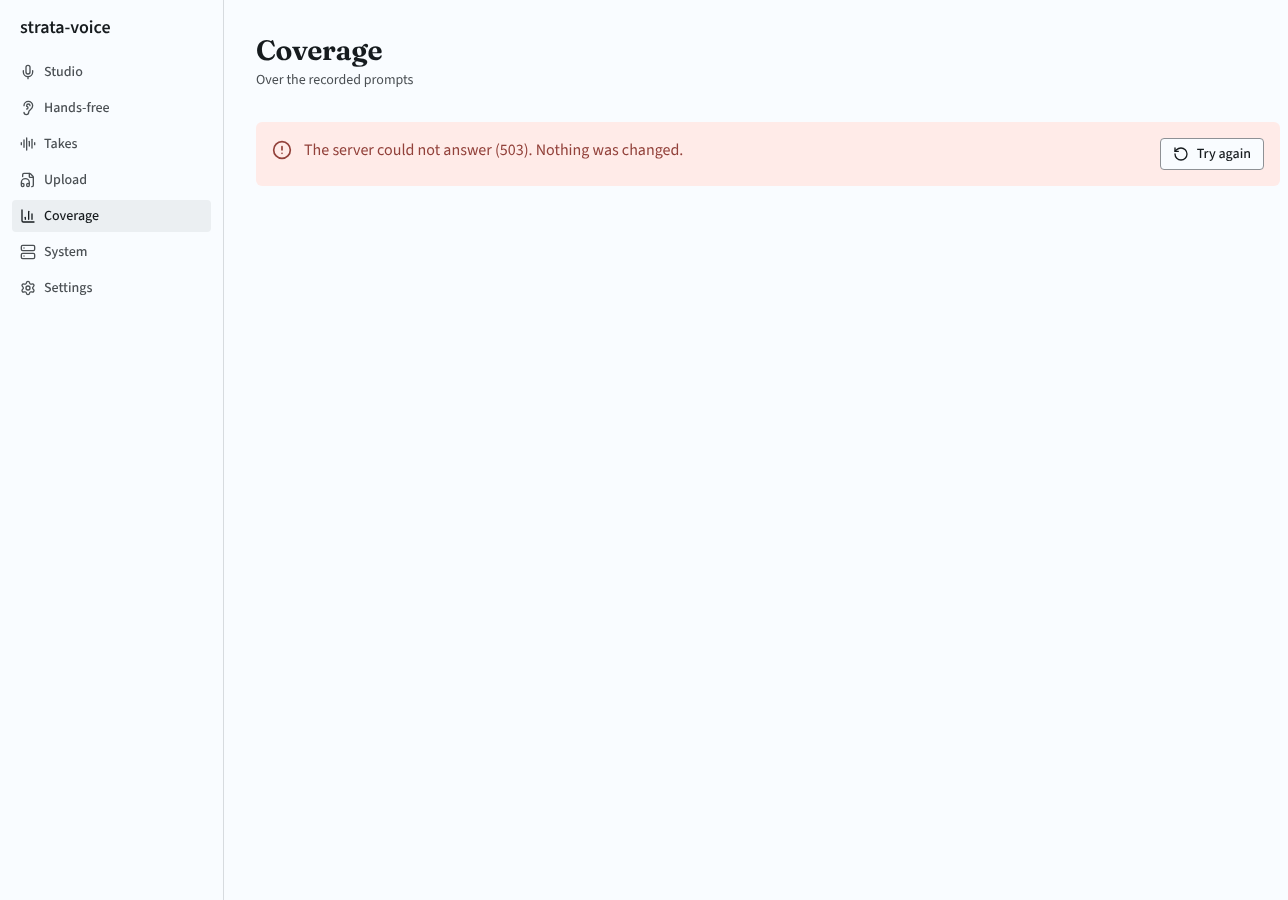 strata-voice
Studio
Hands-free
Takes
Upload
Coverage
System
Settings
Coverage
Over the recorded prompts
The server could not answer (503). Nothing was changed.
Try again